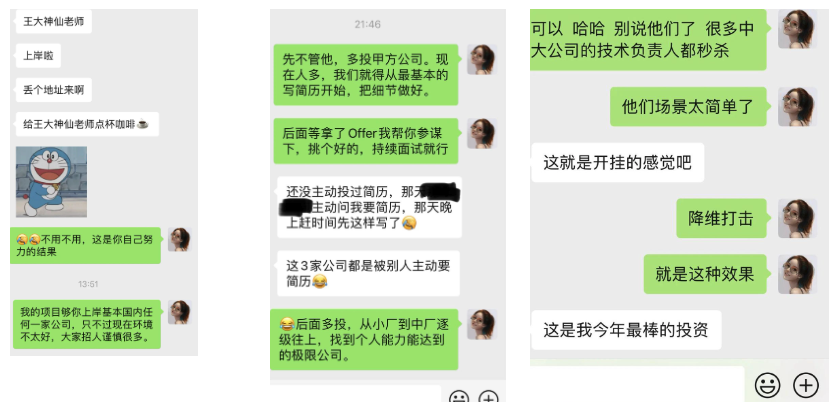 王大神仙老师
上岸啦
丢个地址来啊
给王大神仙老师点杯咖啡☕
不用不用，这是你自己努
力的结果
13:51
我的项目够你上岸基本国内任
何一家公司，只不过现在环境
不太好，大家招人谨慎很多。
21:46
先不管他，多投甲方公司。现
在人多，我们就得从最基本的
写简历开始，把细节做好。
后面等拿了Offer我帮你参谋
下，挑个好的，持续面试就行
还没主动投过简历，那天
主动问我要简历，那天晚
上赶时间先这样写了
这3家公司都是被别人主动要
简历😂
😂后面多投，从小厂到中厂逐
级往上，找到个人能力能达到
的极限公司。
可以 哈哈 别说他们了 很多中
大公司的技术负责人都秒杀
他们场景太简单了
这就是开挂的感觉吧
降维打击
就是这种效果
这是我今年最棒的投资